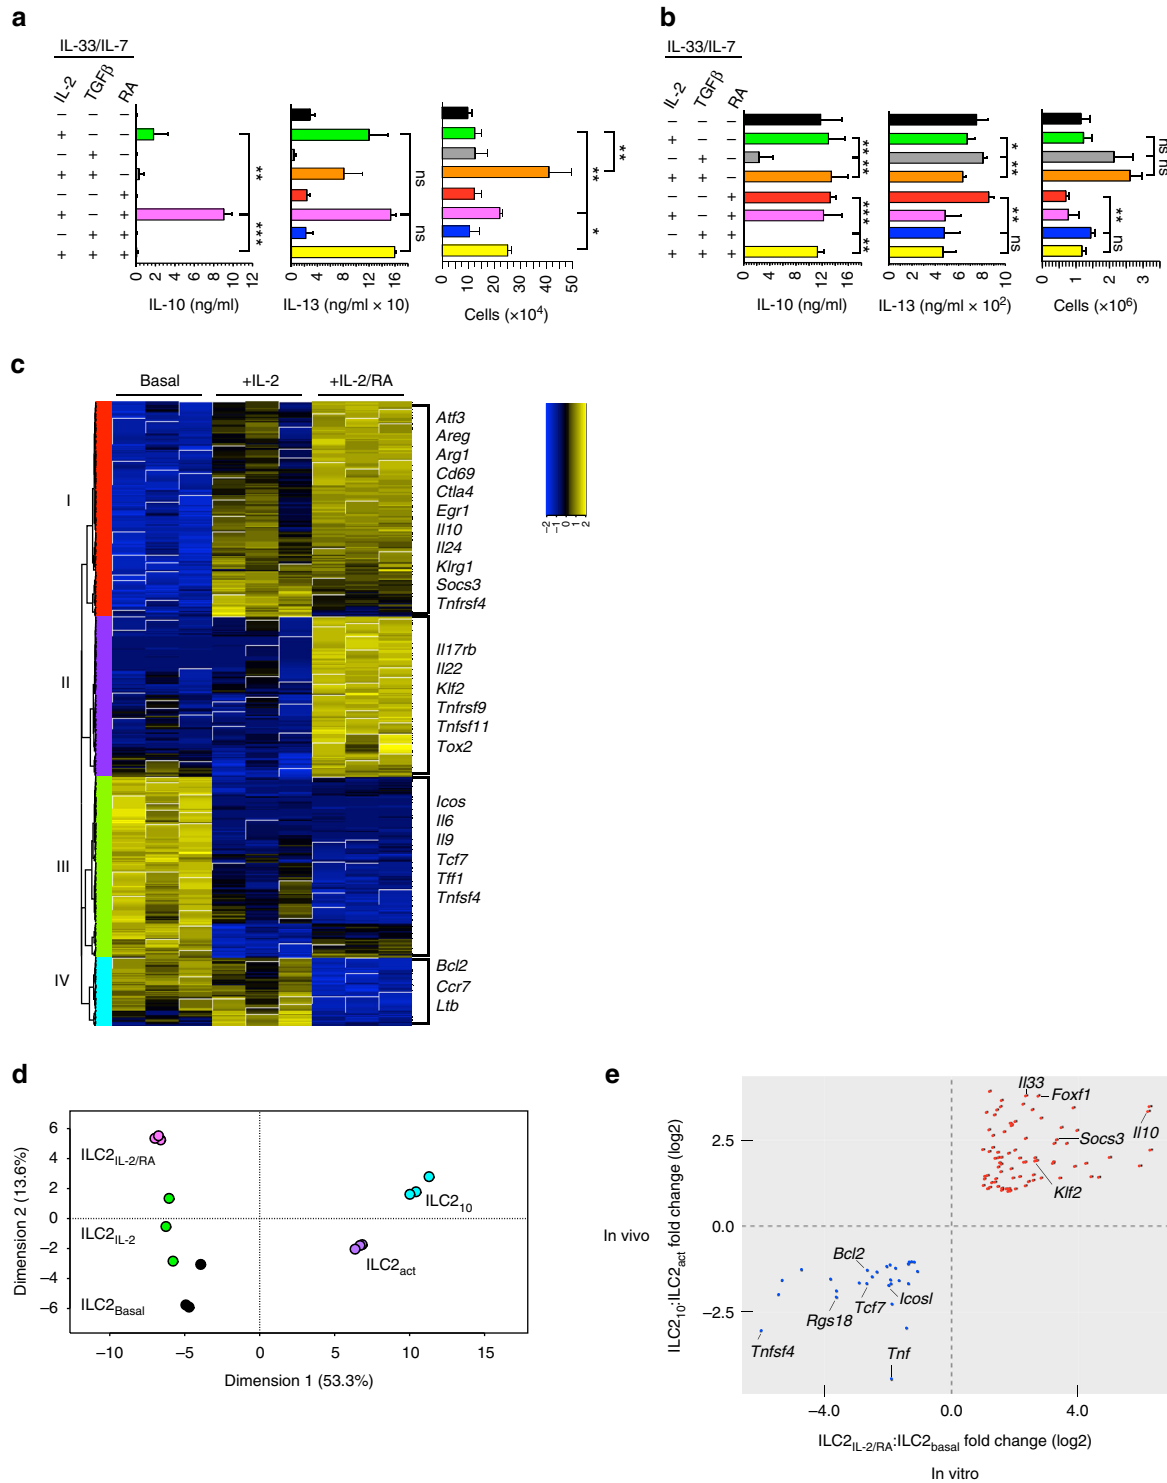 a
IL-33/IL-7
IL-2 TGFβ RA
– – –
+ – –
– + –
+ + –
– – +
+ – +
– + +
+ + +
** ***
0 2 4 6 8 10 12
IL-10 (ng/ml)
ns ns
0 4 8 12 16
IL-13 (ng/ml × 10)
** ** *
0 10 20 30 40 50
Cells (×10⁴)
b
IL-33/IL-7
IL-2 TGFβ RA
– – –
+ – –
– + –
+ + –
– – +
+ – +
– + +
+ + +
** ** *** **
0 4 8 12 16
IL-10 (ng/ml)
* ** ** ns
0 2 4 6 8 10
IL-13 (ng/ml × 10²)
ns ns ** ns
0 1 2 3
Cells (×10⁶)
c
Basal +IL-2 +IL-2/RA
I
Atf3
Areg
Arg1
Cd69
Ctla4
Egr1
Il10
Il24
Klrg1
Socs3
Tnfrsf4
–2 –1 0 1 2
II
Il17rb
Il22
Klf2
Tnfrsf9
Tnfsf11
Tox2
III
Icos
Il6
Il9
Tcf7
Tff1
Tnfsf4
IV
Bcl2
Ccr7
Ltb
d
Dimension 2 (13.6%)
6
4
2
0
–2
–4
–6
ILC2IL-2/RA
ILC2IL-2
ILC2Basal
ILC210
ILC2act
–10 –5 0 5 10 15
Dimension 1 (53.3%)
e
In vivo
ILC210:ILC2act fold change (log2)
2.5
0.0
–2.5
Il33
Foxf1
Il10
Socs3
Klf2
Bcl2
Tcf7
Icosl
Rgs18
Tnfsf4
Tnf
–4.0 0.0 4.0
ILC2IL-2/RA:ILC2basal fold change (log2)
In vitro